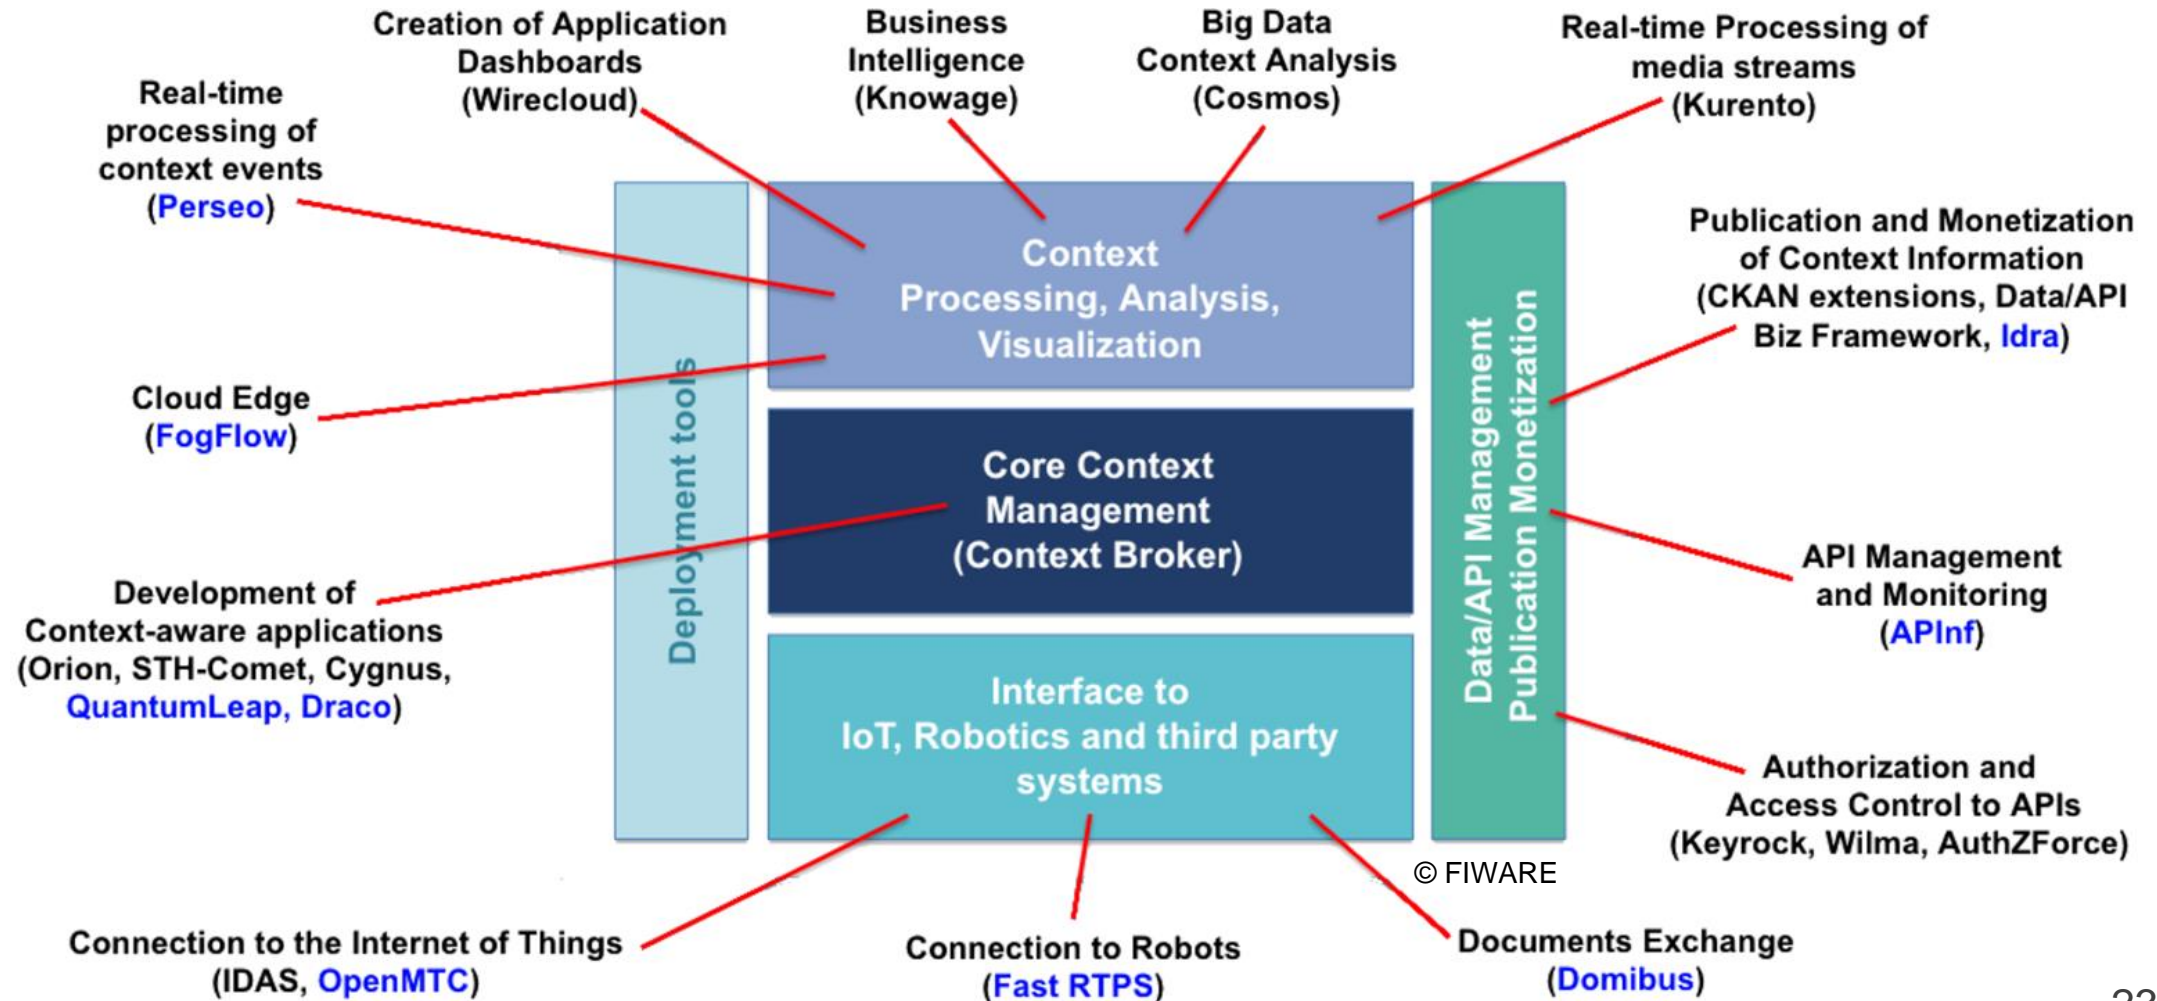 Creation of Application
Dashboards
(Wirecloud)
Business
Intelligence
(Knowage)
Big Data
Context Analysis
(Cosmos)
Real-time Processing of
media streams
(Kurento)
Real-time
processing of
context events
(Perseo)
Cloud Edge
(FogFlow)
Development of
Context-aware applications
(Orion, STH-Comet, Cygnus,
QuantumLeap, Draco)
Deployment tools
Context
Processing, Analysis,
Visualization
Core Context
Management
(Context Broker)
Interface to
IoT, Robotics and third party
systems
Data/API Management
Publication Monetization
Publication and Monetization
of Context Information
(CKAN extensions, Data/API
Biz Framework, Idra)
API Management
and Monitoring
(APInf)
Authorization and
Access Control to APIs
(Keyrock, Wilma, AuthZForce)
© FIWARE
Connection to the Internet of Things
(IDAS, OpenMTC)
Connection to Robots
(Fast RTPS)
Documents Exchange
(Domibus)